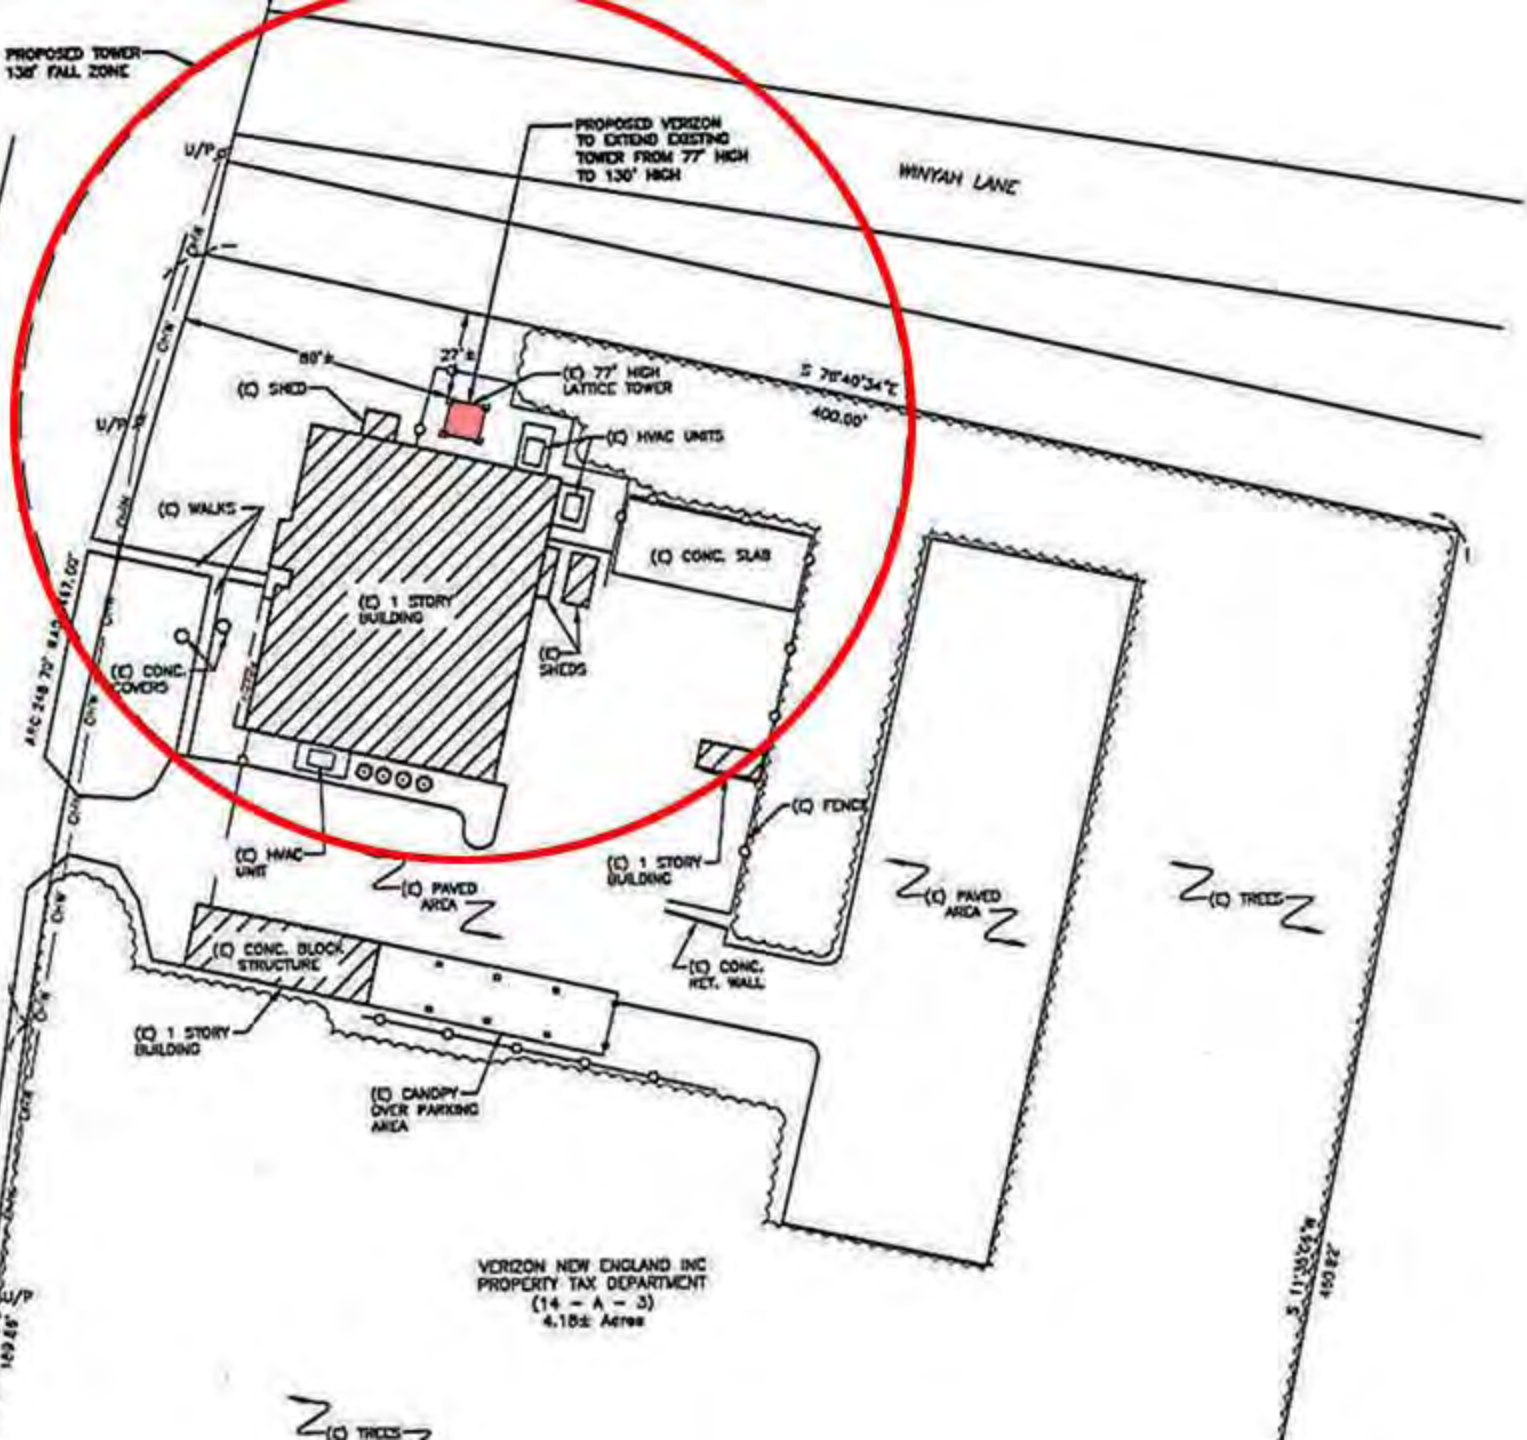 PROPOSED TOWER
138' FALL ZONE
PROPOSED VERIZON
TO EXTEND EXISTING
TOWER FROM 77' HIGH
TO 130' HIGH
U/P
WINYAH LANE
O/H/W
O/H/W
27'±
(E) 77' HIGH
LATTICE TOWER
S 78°40'34"E
400.00'
(E) SHED
U/P
(E) HVAC UNITS
O/H/W
(E) WALKS
(E) CONC. SLAB
(E) 1 STORY
BUILDING
O/H/W
(E)
SHEDS
(E) CONC.
COVERS
O/H/W
(E) FENCE
O/H/W
(E) HVAC
UNIT
(E) 1 STORY
BUILDING
(E) PAVED
AREA
(E) PAVED
AREA
(E) TREES
O/H/W
(E) CONC. BLOCK
STRUCTURE
(E) CONC.
RET. WALL
O/H/W
(E) 1 STORY
BUILDING
(E) CANOPY
OVER PARKING
AREA
O/H/W
VERIZON NEW ENGLAND INC
PROPERTY TAX DEPARTMENT
(14 - A - 3)
4.18± Acres
U/P
(E) TREES